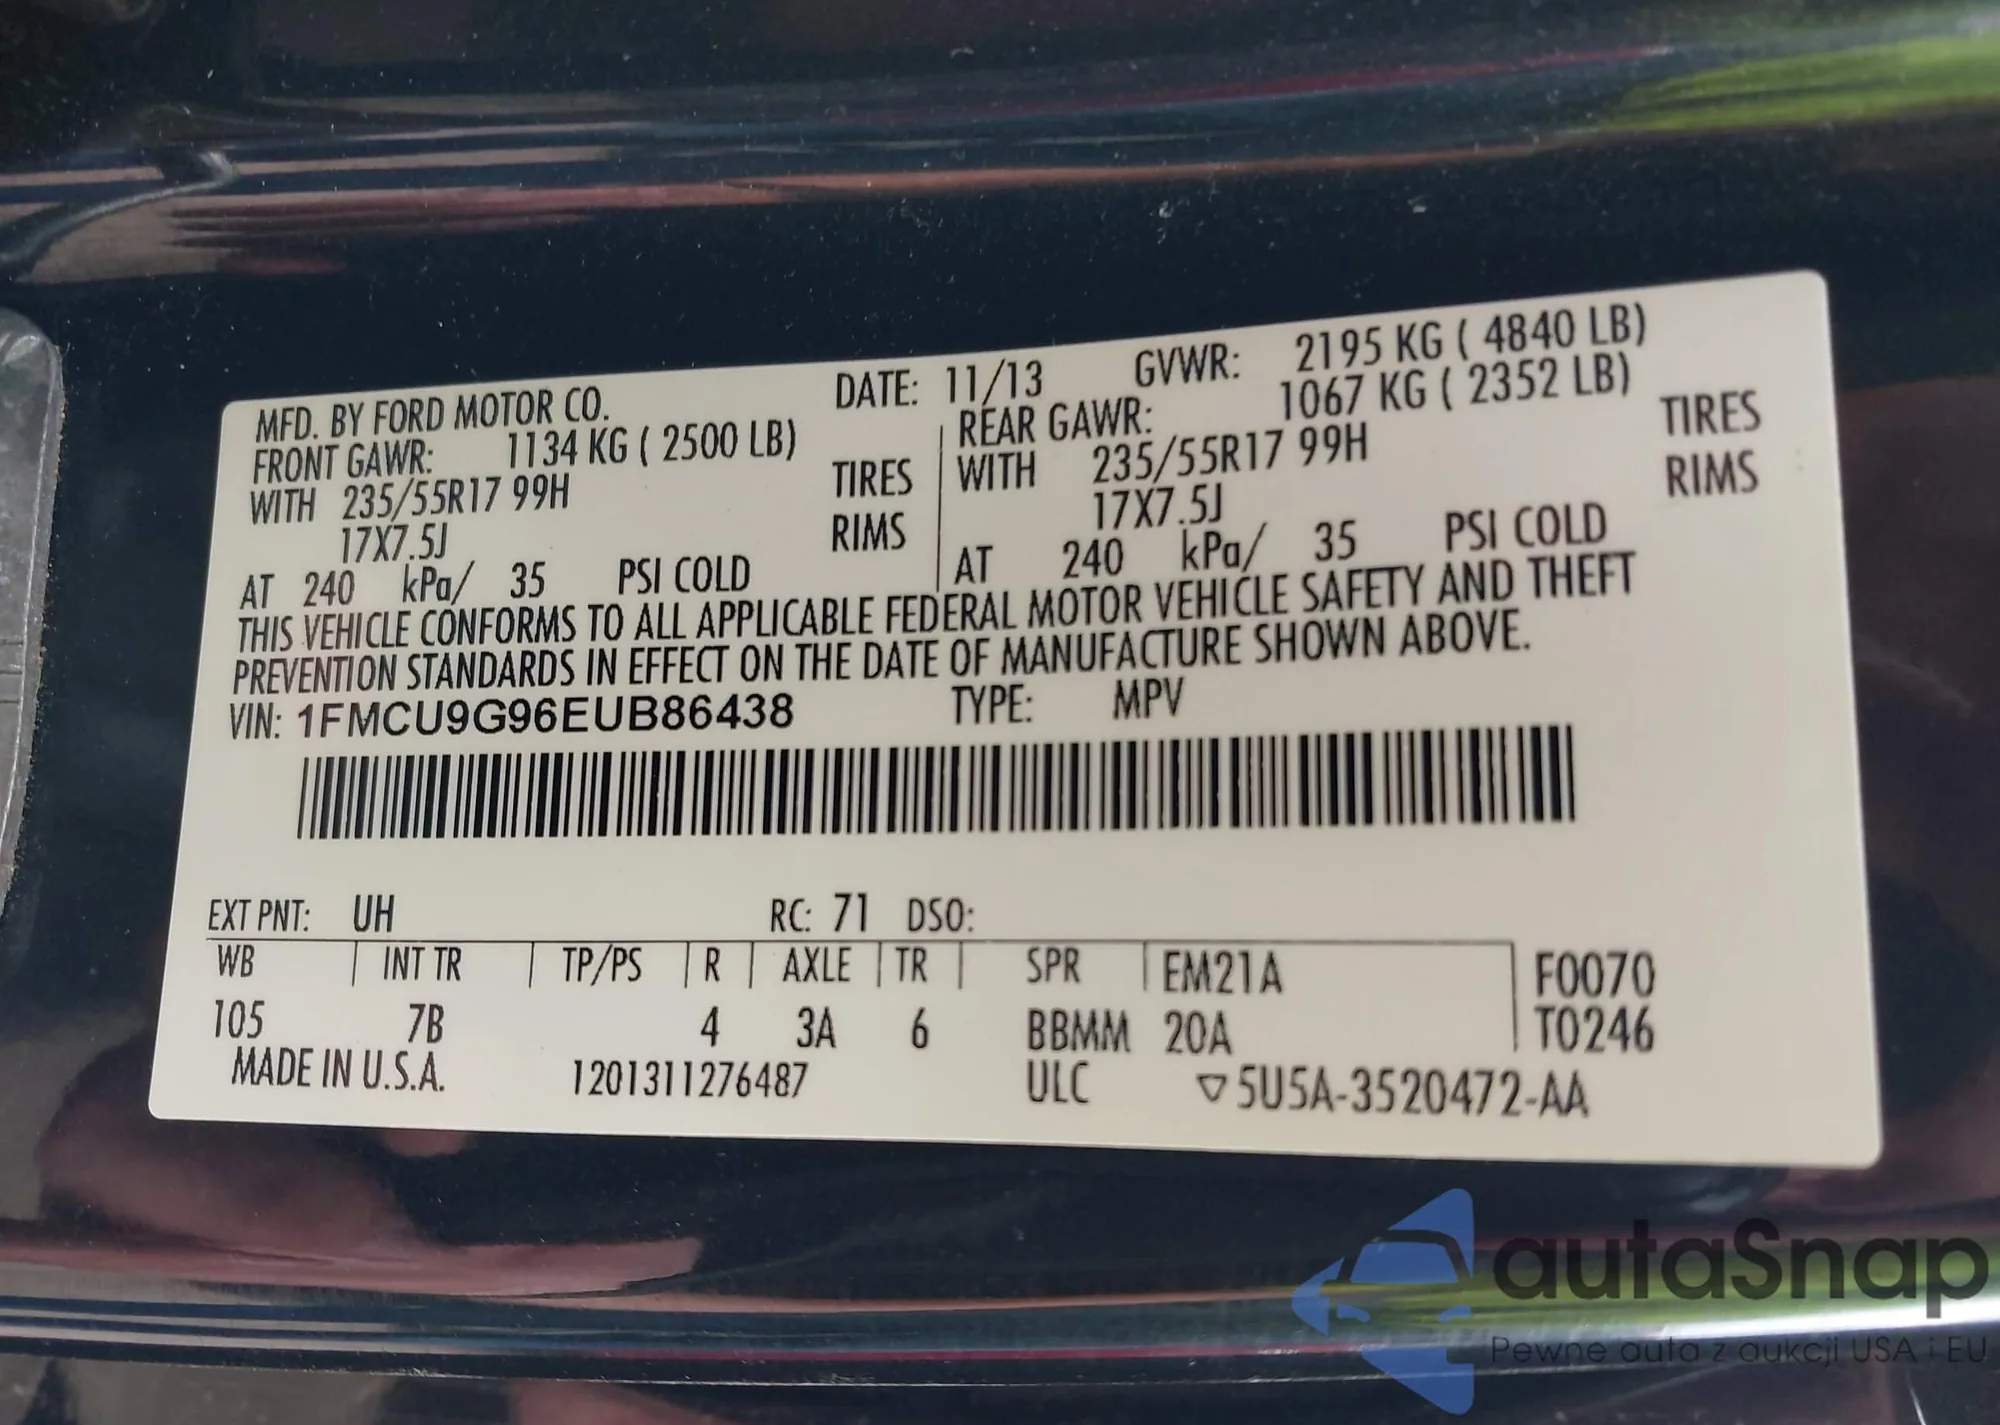 MFD. BY FORD MOTOR CO. DATE: 11/13 GVWR: 2195 KG ( 4840 LB)
FRONT GAWR: 1134 KG ( 2500 LB) REAR GAWR: 1067 KG ( 2352 LB)
WITH 235/55R17 99H TIRES WITH 235/55R17 99H TIRES
17X7.5J RIMS 17X7.5J RIMS
AT 240 kPa/ 35 PSI COLD AT 240 kPa/ 35 PSI COLD
THIS VEHICLE CONFORMS TO ALL APPLICABLE FEDERAL MOTOR VEHICLE SAFETY AND THEFT
PREVENTION STANDARDS IN EFFECT ON THE DATE OF MANUFACTURE SHOWN ABOVE.
VIN: 1FMCU9G96EUB86438 TYPE: MPV
EXT PNT: UH RC: 71 DSO:
WB INT TR TP/PS R AXLE TR SPR EM21A F0070
105 7B 4 3A 6 BBMM 20A T0246
MADE IN U.S.A. 1201311276487 ULC ▽5U5A-3520472-AA
autaSnap
Pewne auta z aukcji USA i EU